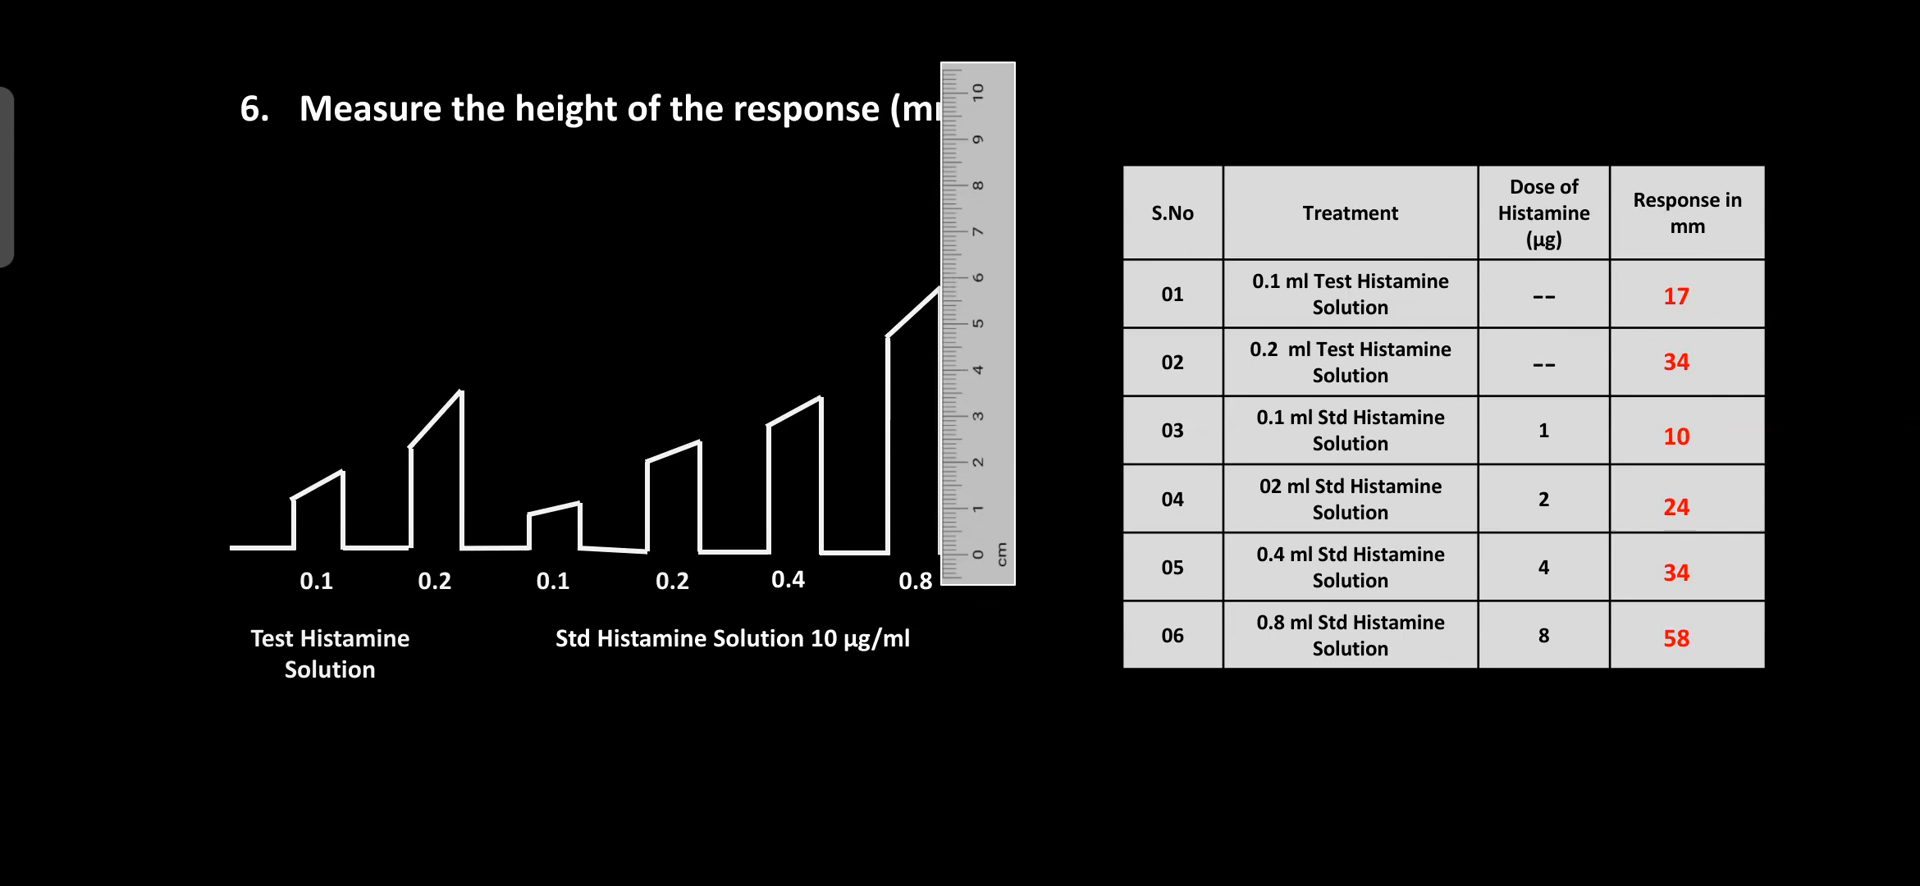 6. Measure the height of the response (m
10
9
8
7
6
5
4
3
2
1
0
cm
0.1
0.2
0.1
0.2
0.4
0.8
Test Histamine
Solution
Std Histamine Solution 10 µg/ml
S.No
Treatment
Dose of
Histamine
(µg)
Response in
mm
01
0.1 ml Test Histamine
Solution
--
17
02
0.2 ml Test Histamine
Solution
--
34
03
0.1 ml Std Histamine
Solution
1
10
04
02 ml Std Histamine
Solution
2
24
05
0.4 ml Std Histamine
Solution
4
34
06
0.8 ml Std Histamine
Solution
8
58